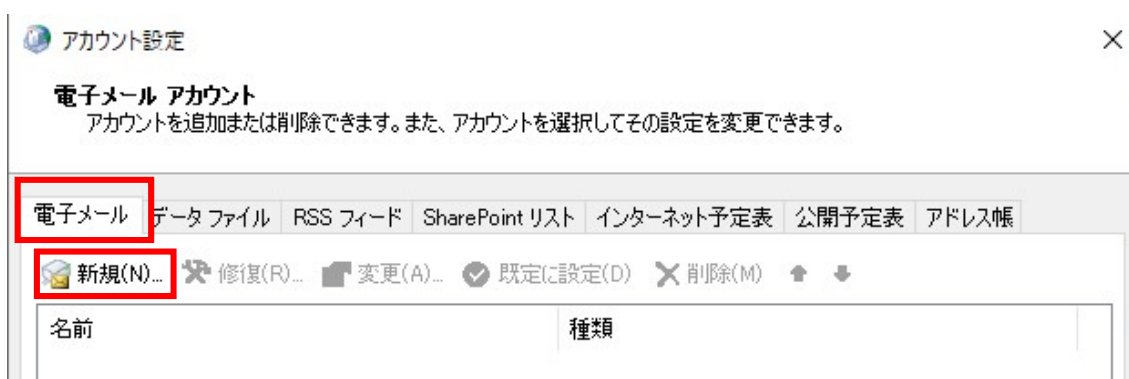 アカウント設定
電子メール アカウント
アカウントを追加または削除できます。また、アカウントを選択してその設定を変更できます。
電子メール データ ファイル RSS フィード SharePoint リスト インターネット予定表 公開予定表 アドレス帳
新規(N)... 修復(R)... 変更(A)... 既定に設定(D) 削除(M)
名前 種類